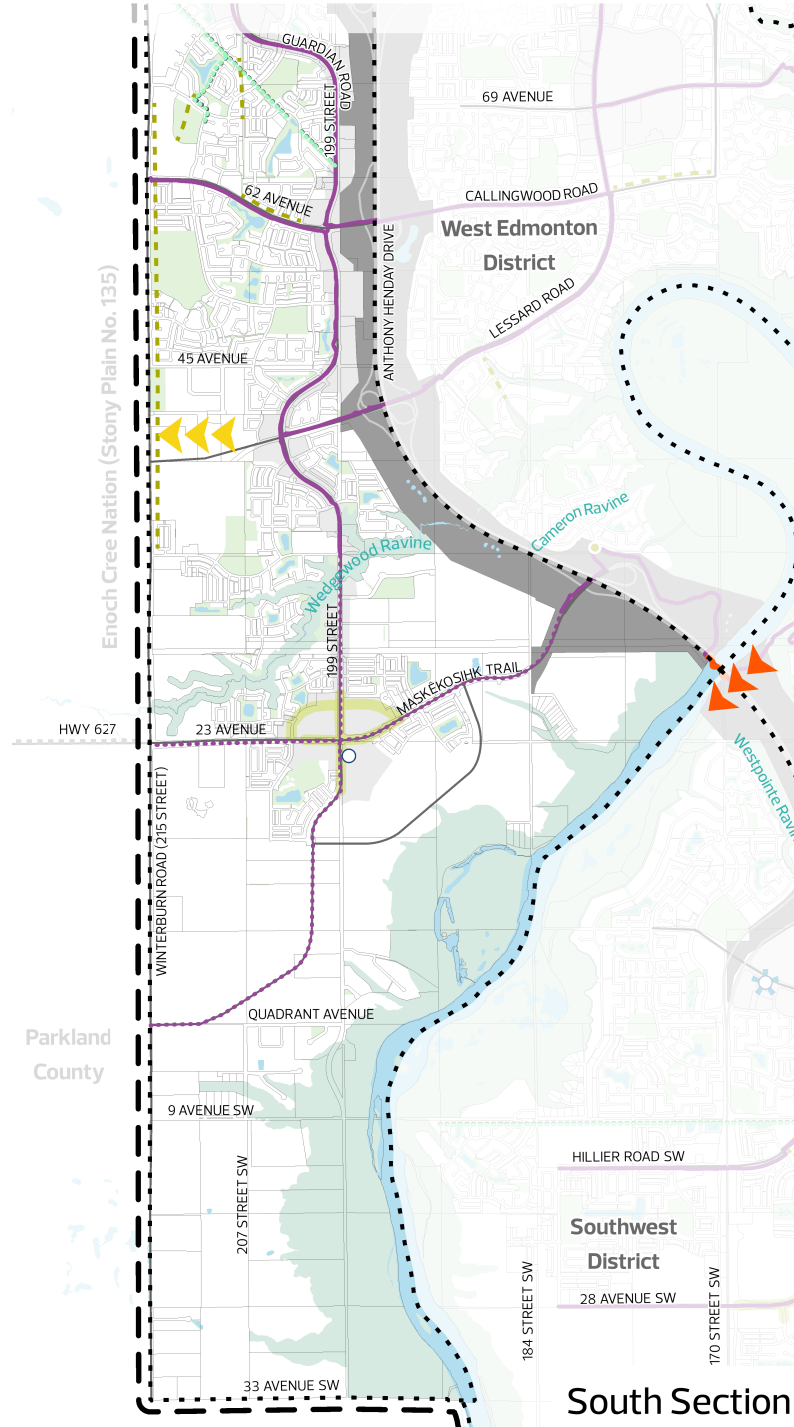 GUARDIAN ROAD
199 STREET
69 AVENUE
62 AVENUE
CALLINGWOOD ROAD
West Edmonton
District
ANTHONY HENDAY DRIVE
LESSARD ROAD
Enoch Cree Nation (Stony Plain No. 135)
45 AVENUE
Cameron Ravine
Wedgewood Ravine
199 STREET
MASKÊKOSIHK TRAIL
HWY 627
23 AVENUE
Westpointe Ravin
WINTERBURN ROAD (215 STREET)
QUADRANT AVENUE
Parkland
County
9 AVENUE SW
HILLIER ROAD SW
207 STREET SW
Southwest
District
184 STREET SW
170 STREET SW
28 AVENUE SW
33 AVENUE SW
South Section